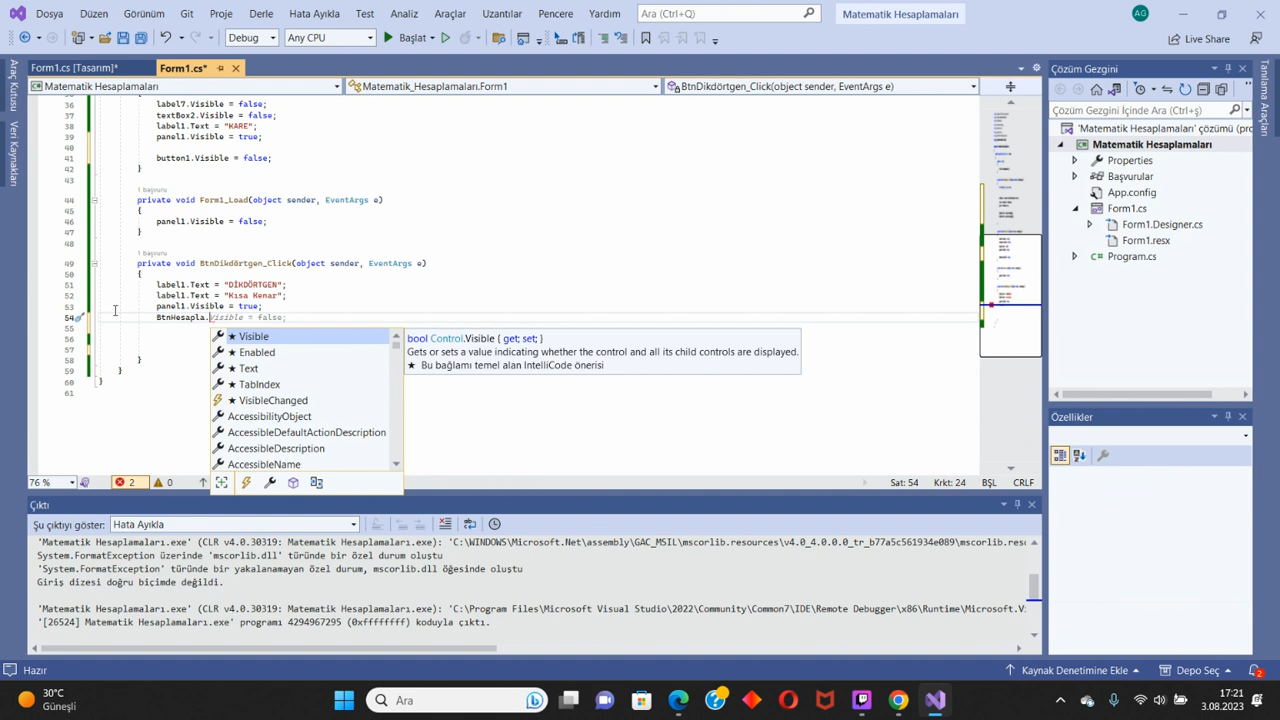 Dosya Düzen Görünüm Git Proje Derle Hata Ayıkla Test Analiz Araçlar Uzantılar Pencere Yardım Ara (Ctrl+Q) Matematik Hesaplamaları AG
Debug Any CPU Başlat Live Share
Form1.cs [Tasarım]* Form1.cs*
Matematik Hesaplamaları Matematik_Hesaplamaları.Form1 BtnDikdörtgen_Click(object sender, EventArgs e)
Araç Kutusu
Veri Kaynakları
36 label7.Visible = false;
37 textBox2.Visible = false;
38 label1.Text = "KARE";
39 panel1.Visible = true;
40
41 button1.Visible = false;
42 }
43
1 başvuru
44 private void Form1_Load(object sender, EventArgs e)
45 {
46 panel1.Visible = false;
47 }
48
1 başvuru
49 private void BtnDikdörtgen_Click(object sender, EventArgs e)
50 {
51 label1.Text = "DİKDÖRTGEN";
52 label1.Text = "Kısa Kenar";
53 panel1.Visible = true;
54 BtnHesapla.Visible = false;
55
56
58 }
59 }
60 }
61
Visible
Enabled
Text
TabIndex
VisibleChanged
AccessibilityObject
AccessibleDefaultActionDescription
AccessibleDescription
AccessibleName
bool Control.Visible { get; set; }
Gets or sets a value indicating whether the control and all its child controls are displayed.
★ Bu bağlamı temel alan IntelliCode önerisi
76 % 2 0 Sat: 54 Krkt: 24 BŞL CRLF
Çıktı
Şu çıktıyı göster: Hata Ayıkla
'Matematik Hesaplamaları.exe' (CLR v4.0.30319: Matematik Hesaplamaları.exe): 'C:\WINDOWS\Microsoft.Net\assembly\GAC_MSIL\mscorlib.resources\v4.0_4.0.0.0_tr_b77a5c561934e089\mscorlib.resou
System.FormatException üzerinde 'mscorlib.dll' türünde bir özel durum oluştu
'System.FormatException' türünde bir yakalanamayan özel durum, mscorlib.dll öğesinde oluştu
Giriş dizesi doğru biçimde değildi.
'Matematik Hesaplamaları.exe' (CLR v4.0.30319: Matematik Hesaplamaları.exe): 'C:\Program Files\Microsoft Visual Studio\2022\Community\Common7\IDE\Remote Debugger\x86\Runtime\Microsoft.Vi
'[26524] Matematik Hesaplamaları.exe' programı 4294967295 (0xffffffff) koduyla çıktı.
Çözüm Gezgini
Çözüm Gezgini İçinde Ara (Ctrl+ş)
'Matematik Hesaplamaları' çözümü (pro
Matematik Hesaplamaları
Properties
Başvurular
App.config
Form1.cs
Form1.Designer.cs
Form1.resx
Program.cs
Özellikler
Hazır Kaynak Denetimine Ekle Depo Seç 2
30°C
Güneşli
Ara
17:21
3.08.2023